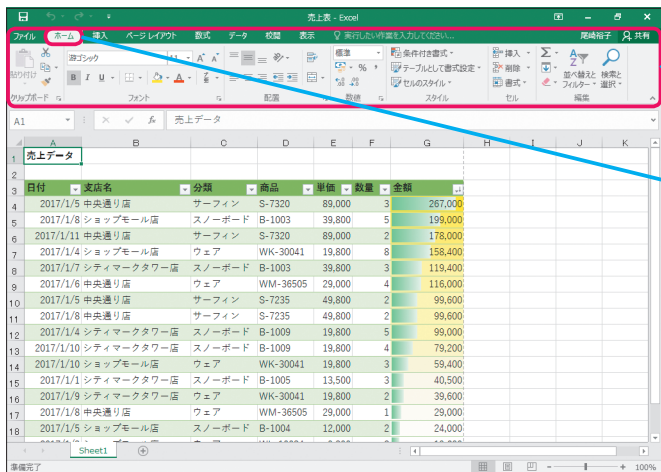 売上表 - Excel
ファイル ホーム 挿入 ページ レイアウト 数式 データ 校閲 表示 実行したい作業を入力してください... 尾崎裕子 共有
游ゴシック 11 A A 標準 条件付き書式 挿入 Σ
貼り付け % , テーブルとして書式設定 削除 並べ替えと 検索と
B I U A セルのスタイル 書式 フィルター 選択
クリップボード フォント 配置 数値 スタイル セル 編集
A1 fx 売上データ
A B C D E F G H I J K
1 売上データ
2
3 日付 支店名 分類 商品 単価 数量 金額
4 2017/1/5 中央通り店 サーフィン S-7320 89,000 3 267,000
5 2017/1/8 ショップモール店 スノーボード B-1003 39,800 5 199,000
6 2017/1/11 中央通り店 サーフィン S-7320 89,000 2 178,000
7 2017/1/4 ショップモール店 ウェア WK-30041 19,800 8 158,400
8 2017/1/7 シティマークタワー店 スノーボード B-1003 39,800 3 119,400
9 2017/1/6 中央通り店 ウェア WM-36505 29,000 4 116,000
10 2017/1/5 中央通り店 サーフィン S-7235 49,800 2 99,600
11 2017/1/8 中央通り店 サーフィン S-7235 49,800 2 99,600
12 2017/1/4 シティマークタワー店 スノーボード B-1009 19,800 5 99,000
13 2017/1/10 シティマークタワー店 スノーボード B-1009 19,800 4 79,200
14 2017/1/10 ショップモール店 ウェア WK-30041 19,800 3 59,400
15 2017/1/1 シティマークタワー店 スノーボード B-1005 13,500 3 40,500
16 2017/1/9 シティマークタワー店 ウェア WK-30041 19,800 2 39,600
17 2017/1/8 中央通り店 ウェア WM-36505 29,000 1 29,000
18 2017/1/5 ショップモール店 スノーボード B-1004 12,000 2 24,000
Sheet1
準備完了 100%